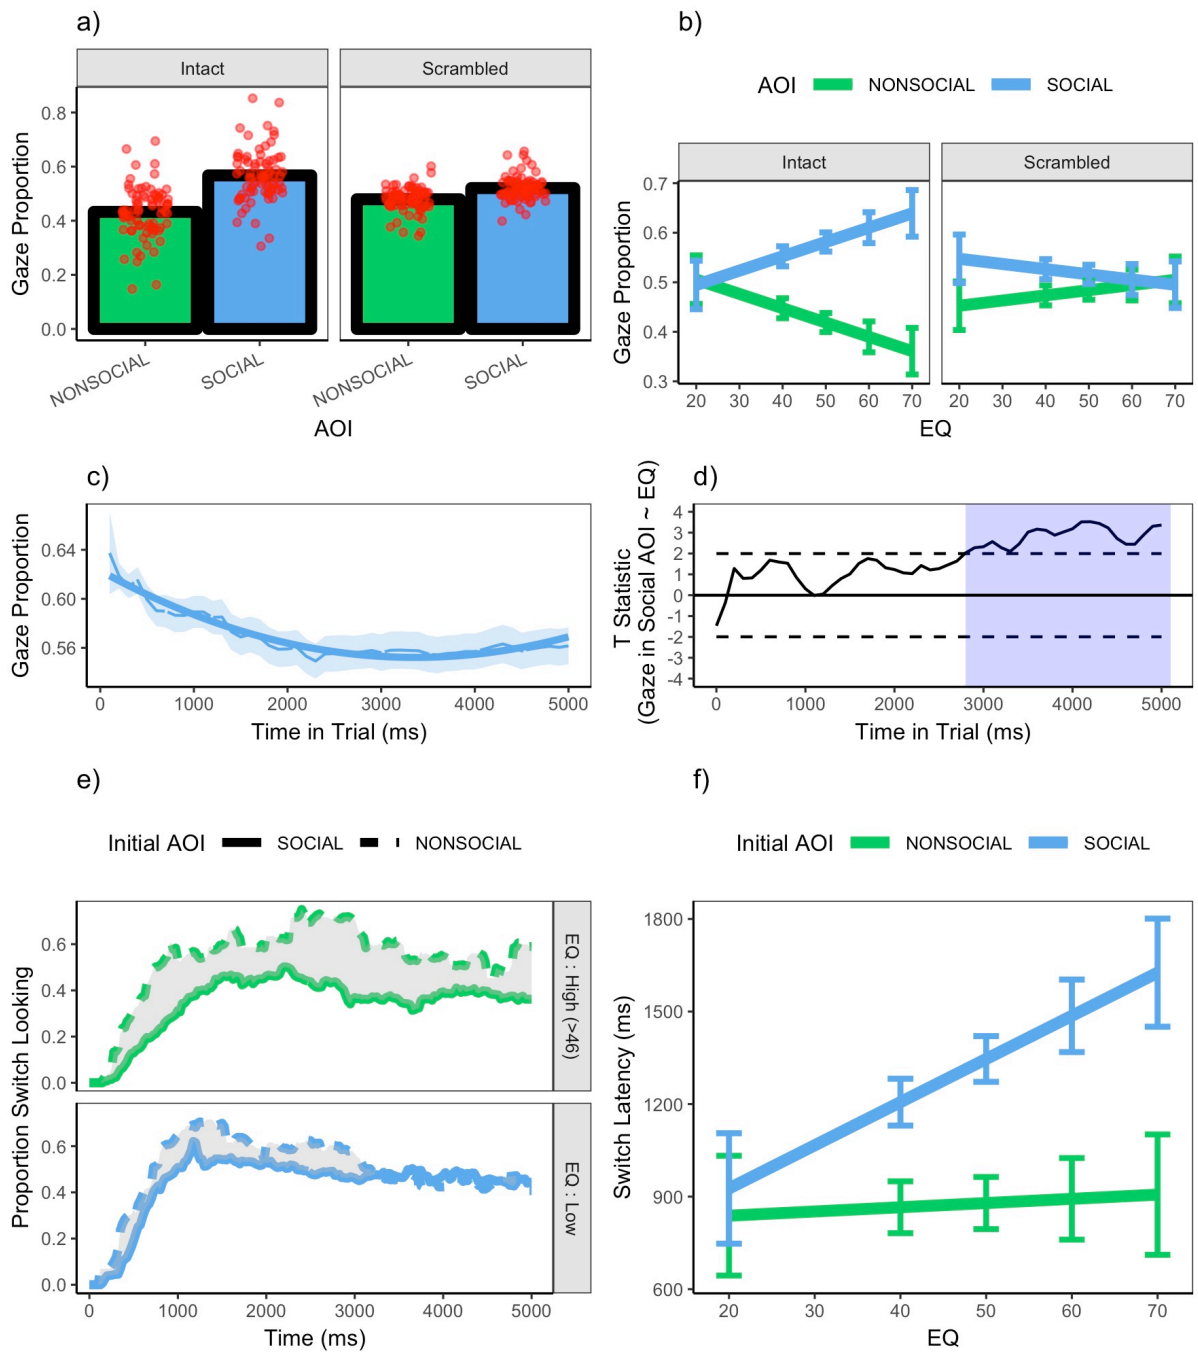 a)
Intact
Scrambled
Gaze Proportion
0.8
0.6
0.4
0.2
0.0
NONSOCIAL
SOCIAL
NONSOCIAL
SOCIAL
AOI
b)
AOI NONSOCIAL SOCIAL
Intact
Scrambled
Gaze Proportion
0.7
0.6
0.5
0.4
0.3
20 30 40 50 60 70
20 30 40 50 60 70
EQ
c)
Gaze Proportion
0.64
0.60
0.56
0 1000 2000 3000 4000 5000
Time in Trial (ms)
d)
T Statistic
(Gaze in Social AOI ~ EQ)
4
3
2
1
0
-1
-2
-3
-4
0 1000 2000 3000 4000 5000
Time in Trial (ms)
e)
Initial AOI SOCIAL NONSOCIAL
Proportion Switch Looking
0.6
0.4
0.2
0.0
EQ : High (>46)
0.6
0.4
0.2
0.0
EQ : Low
0 1000 2000 3000 4000 5000
Time (ms)
f)
Initial AOI NONSOCIAL SOCIAL
Switch Latency (ms)
1800
1500
1200
900
600
20 30 40 50 60 70
EQ